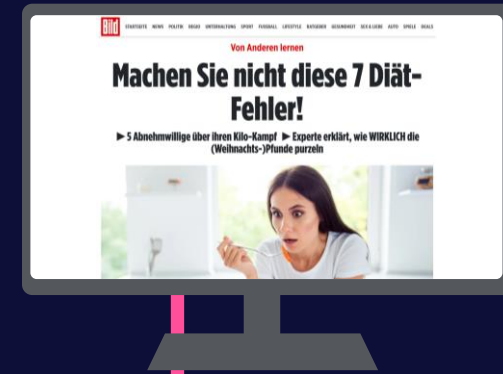 Bild STARTSEITE NEWS POLITIK REGIO UNTERHALTUNG SPORT FUSSBALL LIFESTYLE RATGEBER GESUNDHEIT SEX & LIEBE AUTO SPIELE DEALS
Von Anderen lernen
Machen Sie nicht diese 7 Diät-
Fehler!
▶ 5 Abnehmwillige über ihren Kilo-Kampf ▶ Experte erklärt, wie WIRKLICH die
(Weihnachts-)Pfunde purzeln